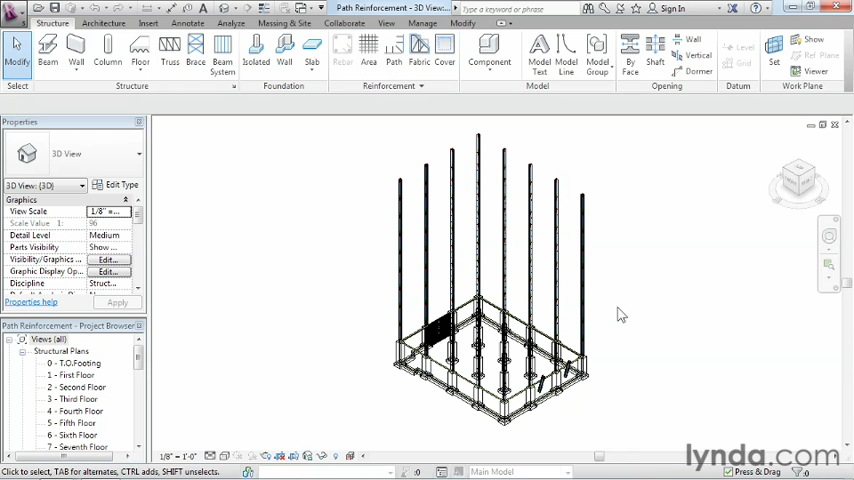 Path Reinforcement - 3D View:...
Type a keyword or phrase
Sign In
Structure Architecture Insert Annotate Analyze Massing & Site Collaborate View Manage Modify
Modify Beam Wall Column Floor Truss Brace Beam System Isolated Wall Slab Rebar Area Path Fabric Cover Component Model Text Model Line Model Group By Face Shaft Wall Vertical Dormer Level Grid Set Show Ref Plane Viewer
Select Structure Foundation Reinforcement Model Opening Datum Work Plane
Properties
3D View
3D View: {3D} Edit Type
Graphics
View Scale 1/8" =...
Scale Value 1: 96
Detail Level Medium
Parts Visibility Show ...
Visibility/Graphics ... Edit...
Graphic Display Op... Edit...
Discipline Struct...
Properties help Apply
Path Reinforcement - Project Browser
Views (all)
Structural Plans
0 - T.O.Footing
1 - First Floor
2 - Second Floor
3 - Third Floor
4 - Fourth Floor
5 - Fifth Floor
6 - Sixth Floor
7 - Seventh Floor
1/8" = 1'-0"
Click to select, TAB for alternates, CTRL adds, SHIFT unselects.
:0
Main Model
Press & Drag
:0
lynda.com